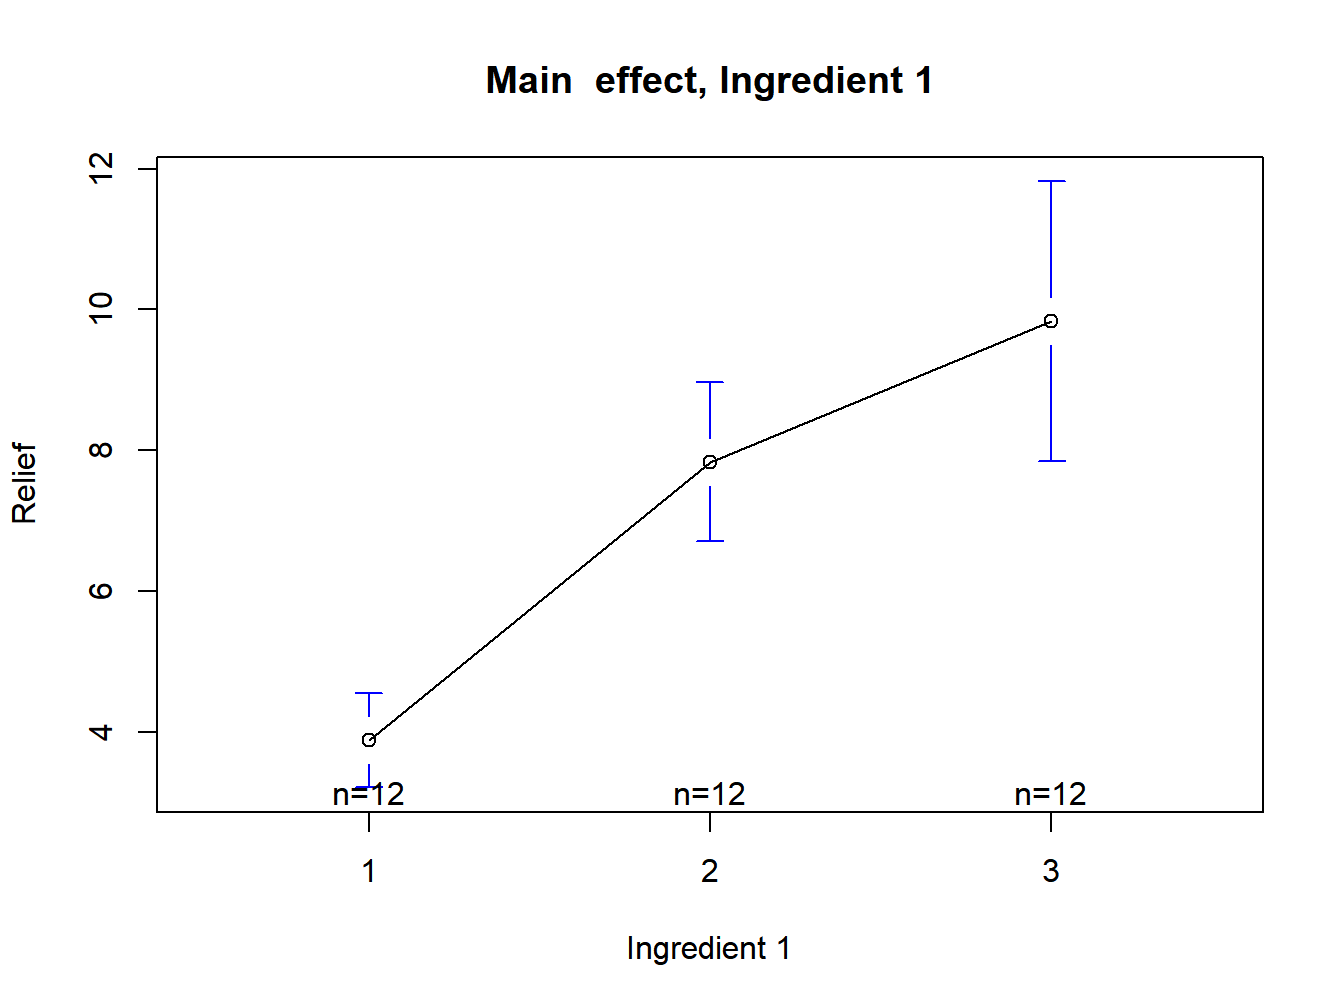 Main  effect, Ingredient 1
12
10
8
6
4
Relief
n=12 n=12 n=12
1 2 3
Ingredient 1